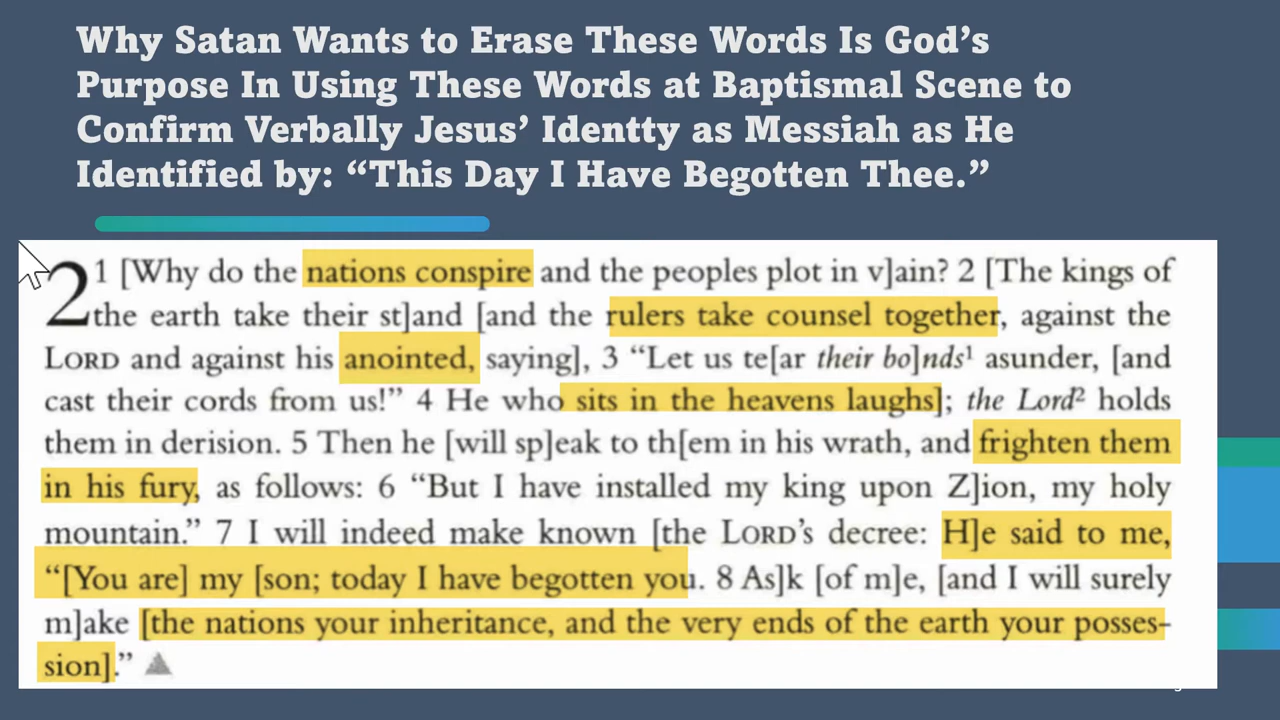 Why Satan Wants to Erase These Words Is God's
Purpose In Using These Words at Baptismal Scene to
Confirm Verbally Jesus' Identty as Messiah as He
Identified by: “This Day I Have Begotten Thee.”
2 1 [Why do the nations conspire and the peoples plot in v]ain? 2 [The kings of
the earth take their st]and [and the rulers take counsel together, against the
LORD and against his anointed, saying], 3 “Let us te[ar their bo]nds¹ asunder, [and
cast their cords from us!” 4 He who sits in the heavens laughs]; the Lord² holds
them in derision. 5 Then he [will sp]eak to th[em in his wrath, and frighten them
in his fury, as follows: 6 “But I have installed my king upon Z]ion, my holy
mountain.” 7 I will indeed make known [the LORD's decree: H]e said to me,
“[You are] my [son; today I have begotten you. 8 As]k [of m]e, [and I will surely
m]ake [the nations your inheritance, and the very ends of the earth your posses-
sion].”